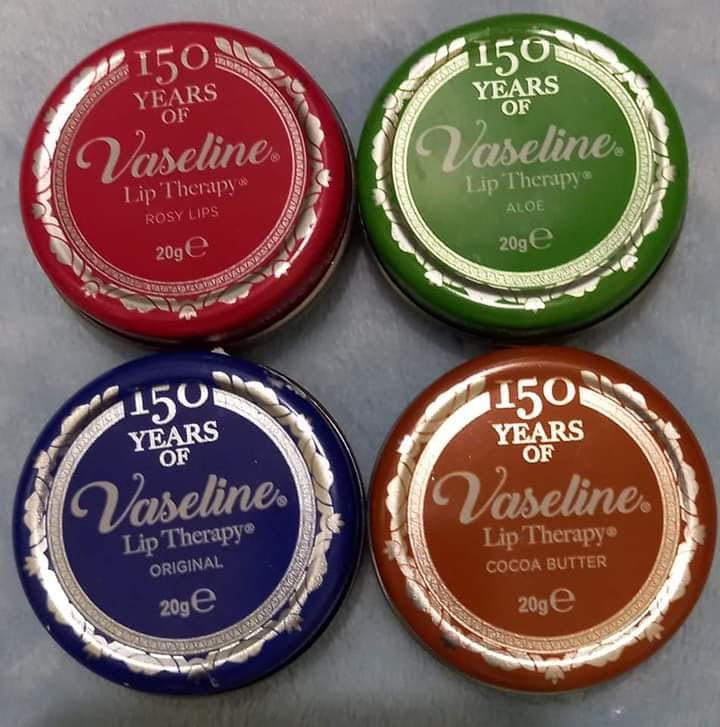 150
YEARS
OF
Vaseline®
Lip Therapy®
ROSY LIPS
20g ℮
150
YEARS
OF
Vaseline®
Lip Therapy®
ALOE
20g ℮
150
YEARS
OF
Vaseline®
Lip Therapy®
ORIGINAL
20g ℮
150
YEARS
OF
Vaseline®
Lip Therapy®
COCOA BUTTER
20g ℮